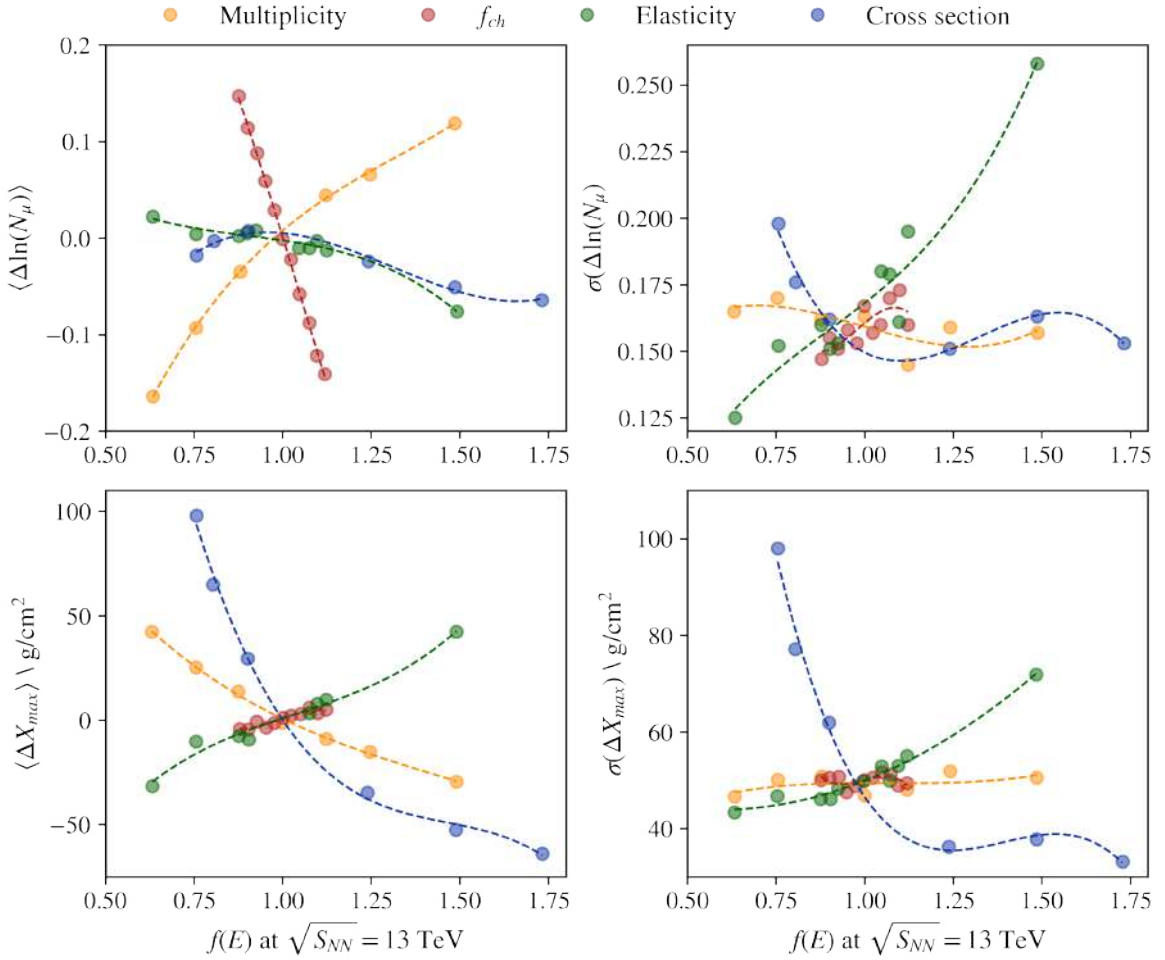 Multiplicity f_ch Elasticity Cross section
0.2
0.1
0.0
−0.1
−0.2
⟨Δln(N_μ)⟩
0.50 0.75 1.00 1.25 1.50 1.75
0.250
0.225
0.200
0.175
0.150
0.125
σ(Δln(N_μ)
0.50 0.75 1.00 1.25 1.50 1.75
100
50
0
−50
⟨ΔX_max⟩ \ g/cm²
0.50 0.75 1.00 1.25 1.50 1.75
f(E) at √S_NN = 13 TeV
100
80
60
40
σ(ΔX_max) \ g/cm²
0.50 0.75 1.00 1.25 1.50 1.75
f(E) at √S_NN = 13 TeV